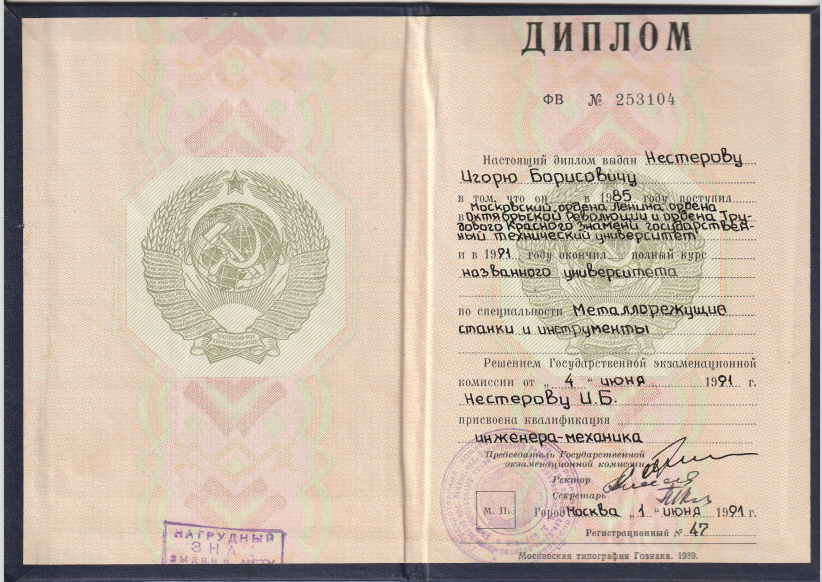 НАГРУДНЫЙ
ЗНА
ВЫДАН МГТУ
ДИПЛОМ
ФВ № 253104
Настоящий диплом выдан Нестерову
Игорю Борисовичу
в том, что он в 1985 году поступил
Московский ордена Ленина, ордена
в Октябрьской Революции и ордена Тру-
дового Красного Знамени государствен-
ный технический университет
и в 1991 году окончил полный курс
названного университета
по специальности Металлорежущие
станки и инструменты
Решением Государственной экзаменационной
комиссии от „ 4 “ июня 1991 г.
Нестерову И.Б.
присвоена квалификация
инженера-механика
Председатель Государственной
экзаменационной комиссии
Ректор
Секретарь
М. П. Город Москва „ 1 “ июня 1991 г.
Регистрационный № 47
Московская типография Гознака. 1989.